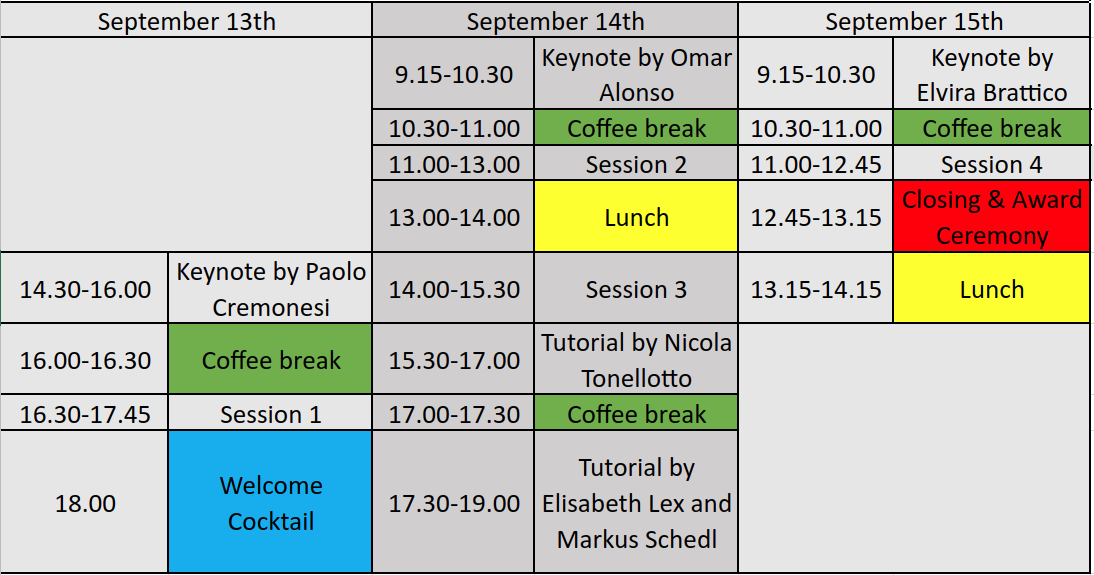 September 13th
September 14th
September 15th
9.15-10.30
Keynote by Omar
Alonso
9.15-10.30
Keynote by
Elvira Brattico
10.30-11.00
Coffee break
10.30-11.00
Coffee break
11.00-13.00
Session 2
11.00-12.45
Session 4
13.00-14.00
Lunch
12.45-13.15
Closing & Award
Ceremony
14.30-16.00
Keynote by Paolo
Cremonesi
14.00-15.30
Session 3
13.15-14.15
Lunch
16.00-16.30
Coffee break
15.30-17.00
Tutorial by Nicola
Tonellotto
16.30-17.45
Session 1
17.00-17.30
Coffee break
18.00
Welcome
Cocktail
17.30-19.00
Tutorial by
Elisabeth Lex and
Markus Schedl